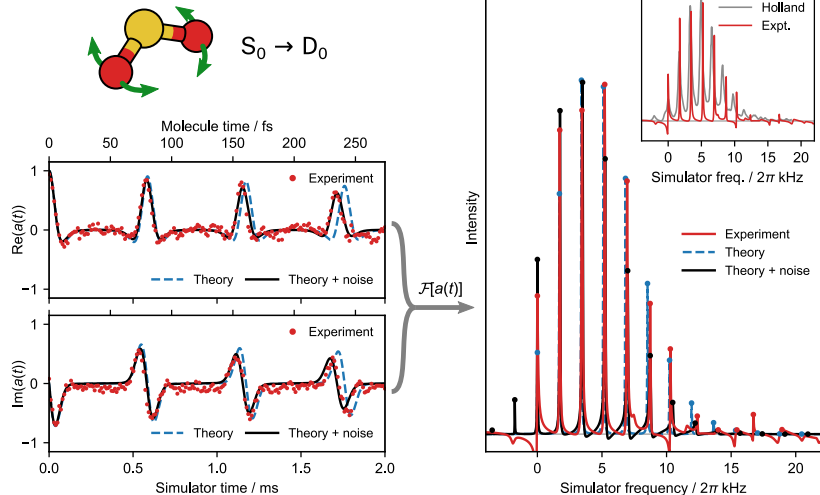 S₀ → D₀
Molecule time / fs
0 50 100 150 200 250
1
0
−1
Re(a(t))
Experiment
Theory
Theory + noise
1
0
−1
Im(a(t))
Experiment
Theory
Theory + noise
0.0 0.5 1.0 1.5 2.0
Simulator time / ms
ℱ[a(t)]
Intensity
Experiment
Theory
Theory + noise
0 5 10 15 20
Simulator frequency / 2π kHz
Holland
Expt.
0 5 10 15 20
Simulator freq. / 2π kHz